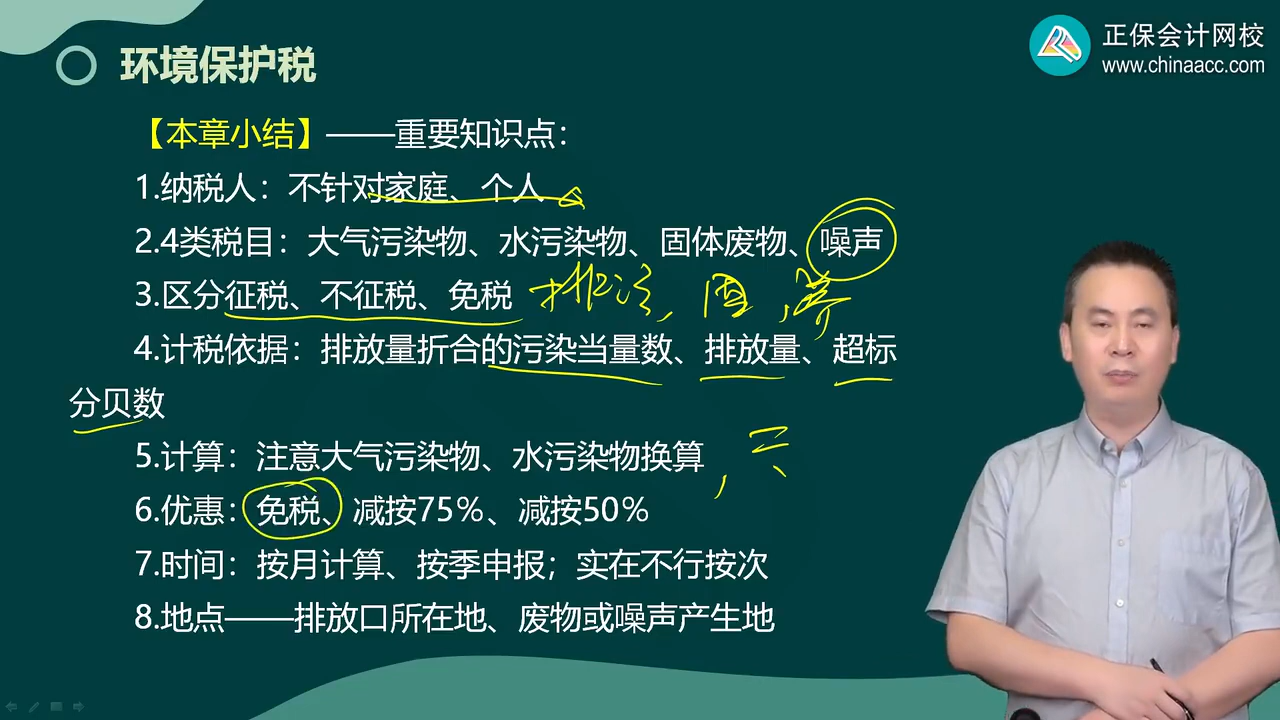 环境保护税
正保会计网校
www.chinaacc.com
【本章小结】——重要知识点：
1.纳税人：不针对家庭、个人
2.4类税目：大气污染物、水污染物、固体废物、噪声
3.区分征税、不征税、免税
4.计税依据：排放量折合的污染当量数、排放量、超标
分贝数
5.计算：注意大气污染物、水污染物换算
6.优惠：免税、减按75%、减按50%
7.时间：按月计算、按季申报；实在不行按次
8.地点——排放口所在地、废物或噪声产生地